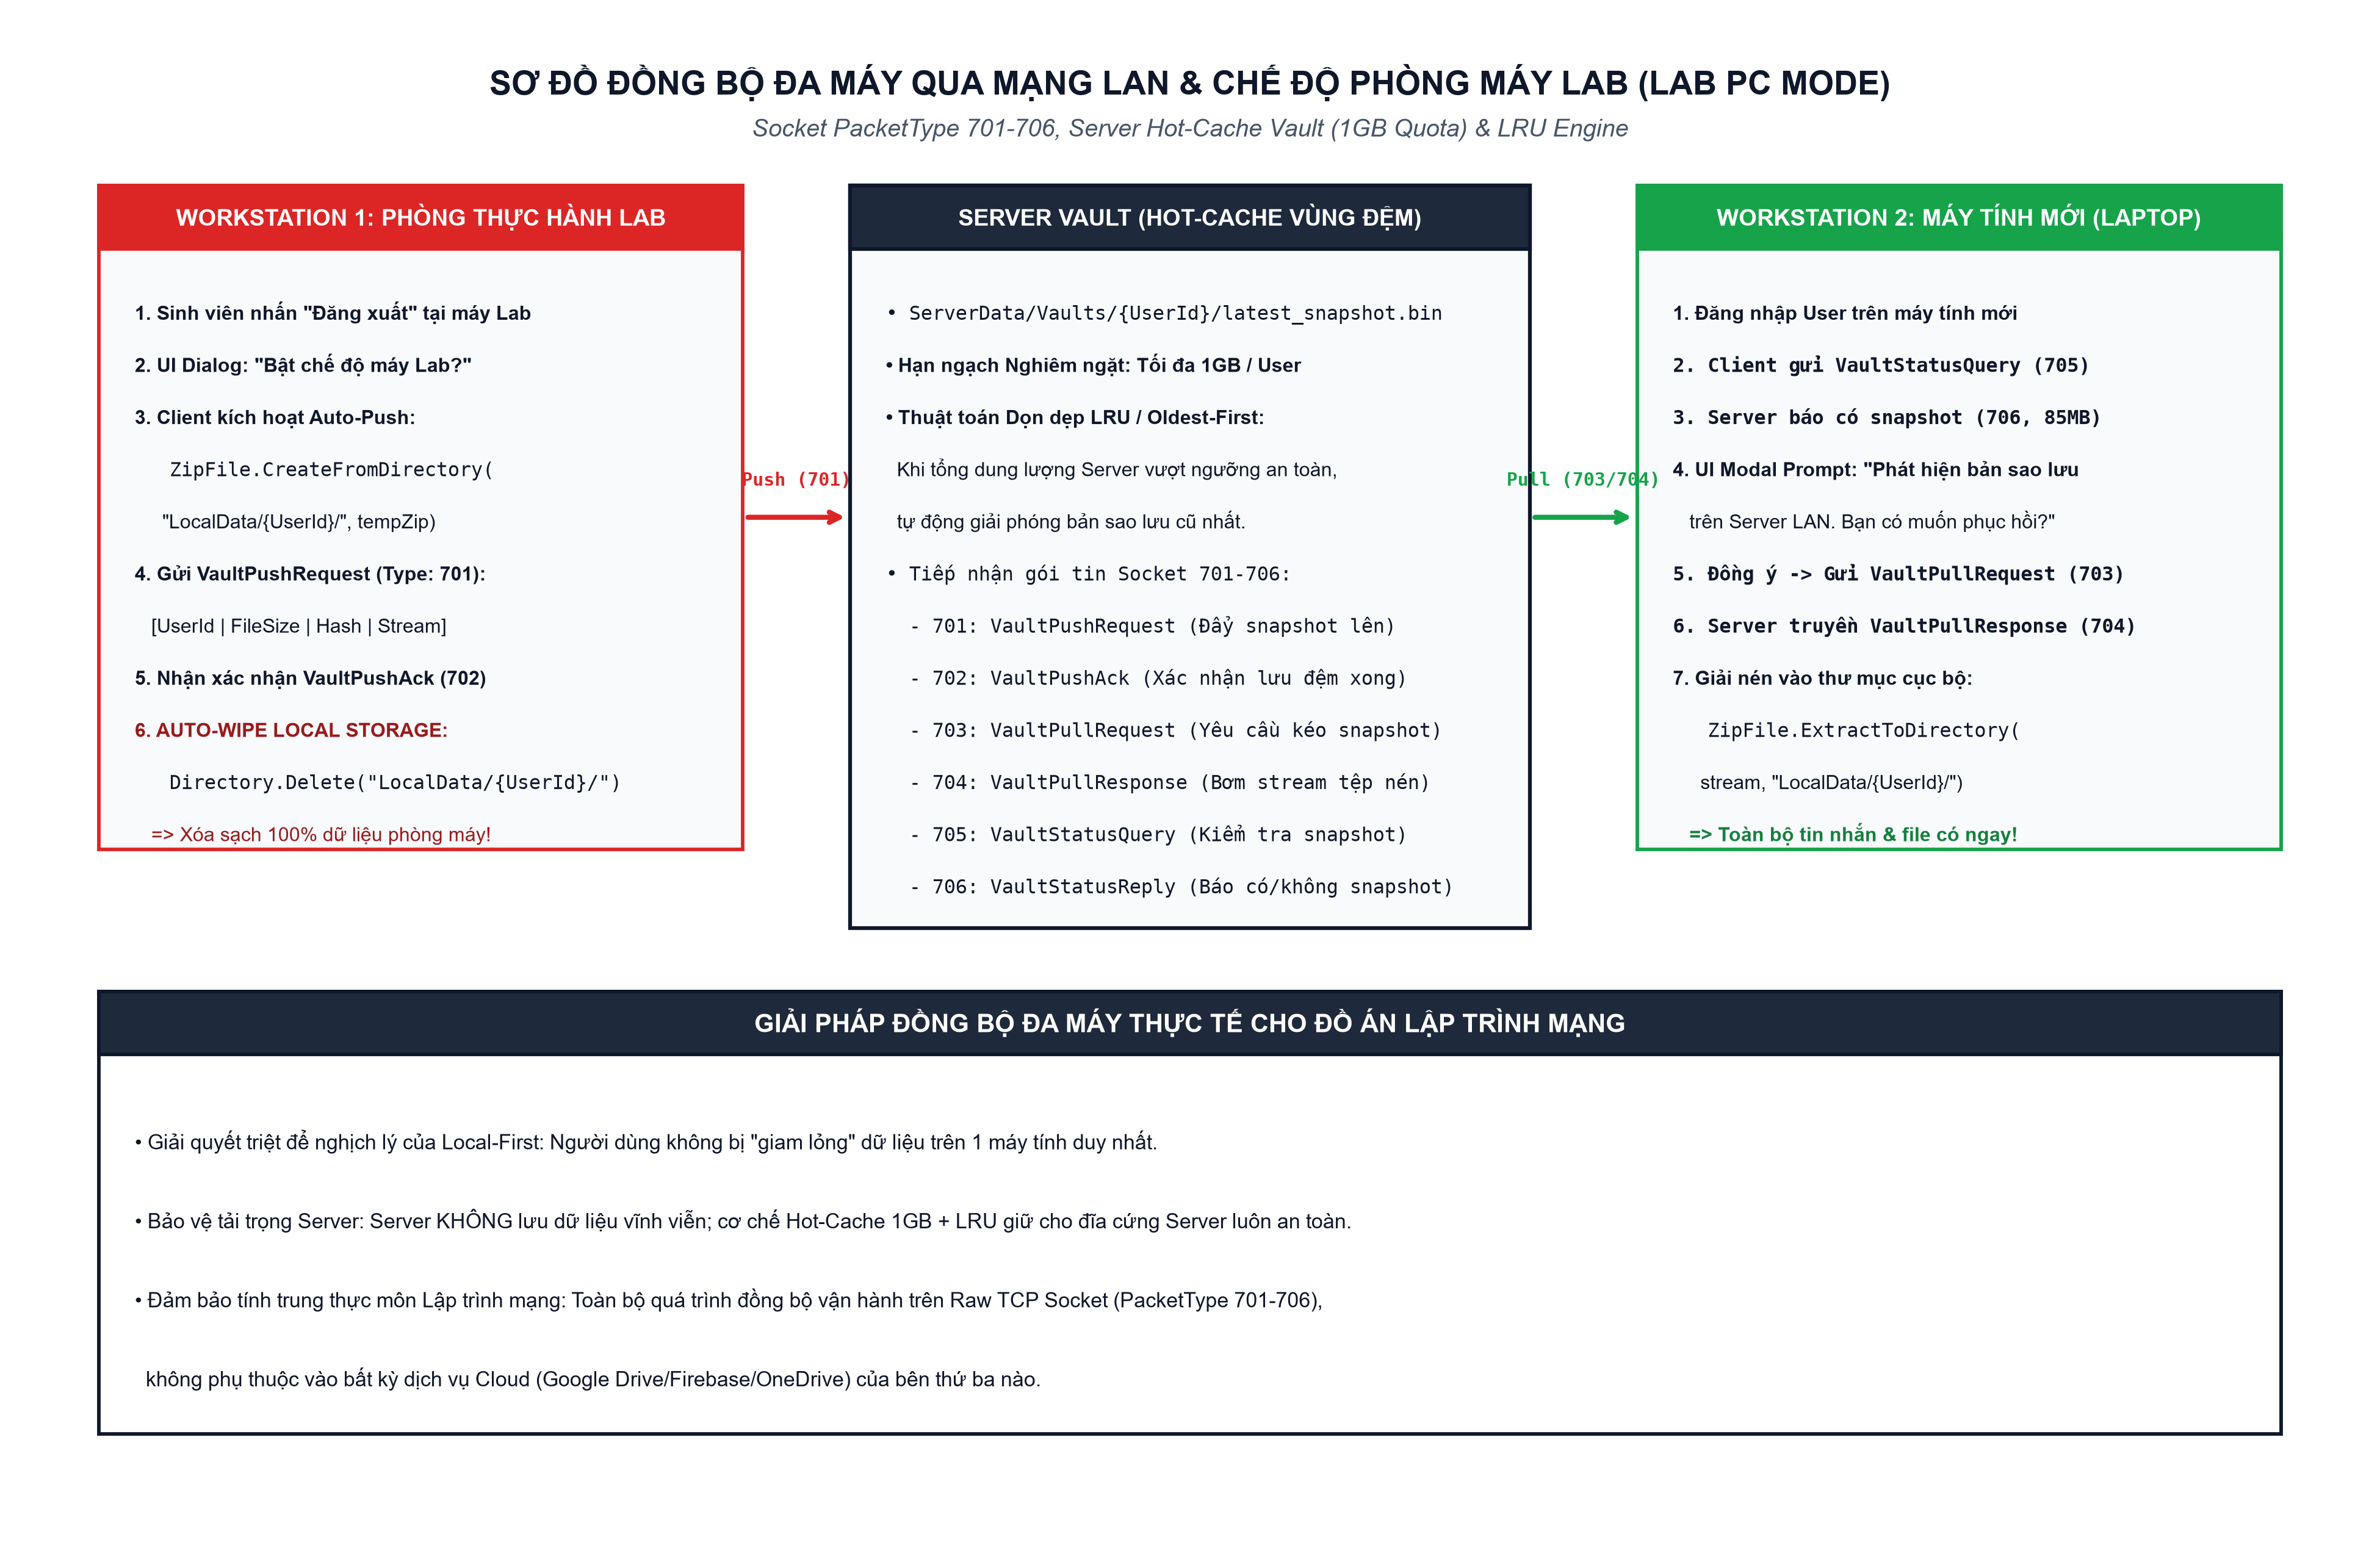 SƠ ĐỒ ĐỒNG BỘ ĐA MÁY QUA MẠNG LAN & CHẾ ĐỘ PHÒNG MÁY LAB (LAB PC MODE)
Socket PacketType 701-706, Server Hot-Cache Vault (1GB Quota) & LRU Engine
WORKSTATION 1: PHÒNG THỰC HÀNH LAB
1. Sinh viên nhấn "Đăng xuất" tại máy Lab
2. UI Dialog: "Bật chế độ máy Lab?"
3. Client kích hoạt Auto-Push:
ZipFile.CreateFromDirectory(
"LocalData/{UserId}/", tempZip)
4. Gửi VaultPushRequest (Type: 701):
[UserId | FileSize | Hash | Stream]
5. Nhận xác nhận VaultPushAck (702)
6. AUTO-WIPE LOCAL STORAGE:
Directory.Delete("LocalData/{UserId}/")
=> Xóa sạch 100% dữ liệu phòng máy!
Push (701)
SERVER VAULT (HOT-CACHE VÙNG ĐỆM)
• ServerData/Vaults/{UserId}/latest_snapshot.bin
• Hạn ngạch Nghiêm ngặt: Tối đa 1GB / User
• Thuật toán Dọn dẹp LRU / Oldest-First:
Khi tổng dung lượng Server vượt ngưỡng an toàn,
tự động giải phóng bản sao lưu cũ nhất.
• Tiếp nhận gói tin Socket 701-706:
- 701: VaultPushRequest (Đẩy snapshot lên)
- 702: VaultPushAck (Xác nhận lưu đệm xong)
- 703: VaultPullRequest (Yêu cầu kéo snapshot)
- 704: VaultPullResponse (Bơm stream tệp nén)
- 705: VaultStatusQuery (Kiểm tra snapshot)
- 706: VaultStatusReply (Báo có/không snapshot)
Pull (703/704)
WORKSTATION 2: MÁY TÍNH MỚI (LAPTOP)
1. Đăng nhập User trên máy tính mới
2. Client gửi VaultStatusQuery (705)
3. Server báo có snapshot (706, 85MB)
4. UI Modal Prompt: "Phát hiện bản sao lưu
trên Server LAN. Bạn có muốn phục hồi?"
5. Đồng ý -> Gửi VaultPullRequest (703)
6. Server truyền VaultPullResponse (704)
7. Giải nén vào thư mục cục bộ:
ZipFile.ExtractToDirectory(
stream, "LocalData/{UserId}/")
=> Toàn bộ tin nhắn & file có ngay!
GIẢI PHÁP ĐỒNG BỘ ĐA MÁY THỰC TẾ CHO ĐỒ ÁN LẬP TRÌNH MẠNG
• Giải quyết triệt để nghịch lý của Local-First: Người dùng không bị "giam lỏng" dữ liệu trên 1 máy tính duy nhất.
• Bảo vệ tải trọng Server: Server KHÔNG lưu dữ liệu vĩnh viễn; cơ chế Hot-Cache 1GB + LRU giữ cho đĩa cứng Server luôn an toàn.
• Đảm bảo tính trung thực môn Lập trình mạng: Toàn bộ quá trình đồng bộ vận hành trên Raw TCP Socket (PacketType 701-706),
không phụ thuộc vào bất kỳ dịch vụ Cloud (Google Drive/Firebase/OneDrive) của bên thứ ba nào.